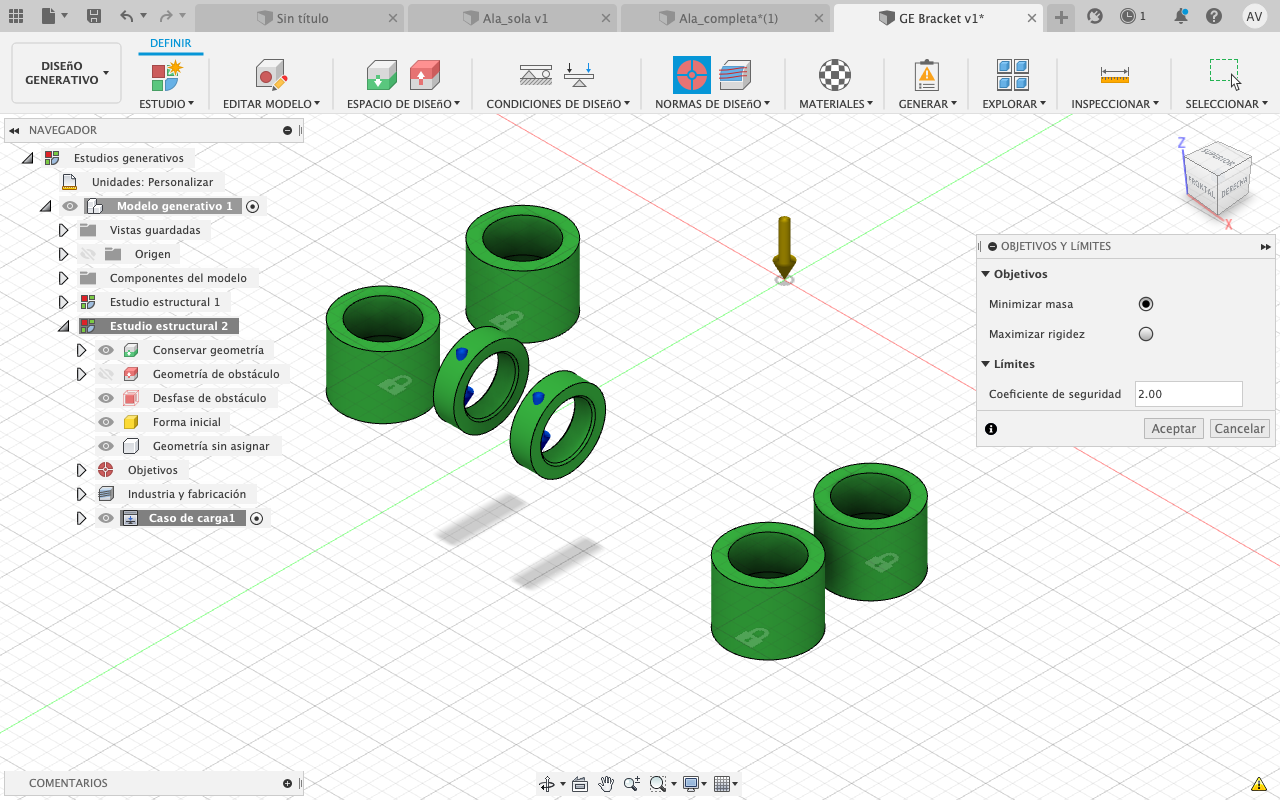 Sin título
Ala_sola v1
Ala_completa*(1)
GE Bracket v1*
1
AV
DISEñO
GENERATIVO
DEFINIR
ESTUDIO
EDITAR MODELO
ESPACIO DE DISEñO
CONDICIONES DE DISEñO
NORMAS DE DISEñO
MATERIALES
GENERAR
EXPLORAR
INSPECCIONAR
SELECCIONAR
NAVEGADOR
Estudios generativos
Unidades: Personalizar
Modelo generativo 1
Vistas guardadas
Origen
Componentes del modelo
Estudio estructural 1
Estudio estructural 2
Conservar geometría
Geometría de obstáculo
Desfase de obstáculo
Forma inicial
Geometría sin asignar
Objetivos
Industria y fabricación
Caso de carga1
Z
SUPERIOR
FRONTAL
DERECHA
X
OBJETIVOS Y LíMITES
Objetivos
Minimizar masa
Maximizar rigidez
Límites
Coeficiente de seguridad 2.00
Aceptar Cancelar
COMENTARIOS